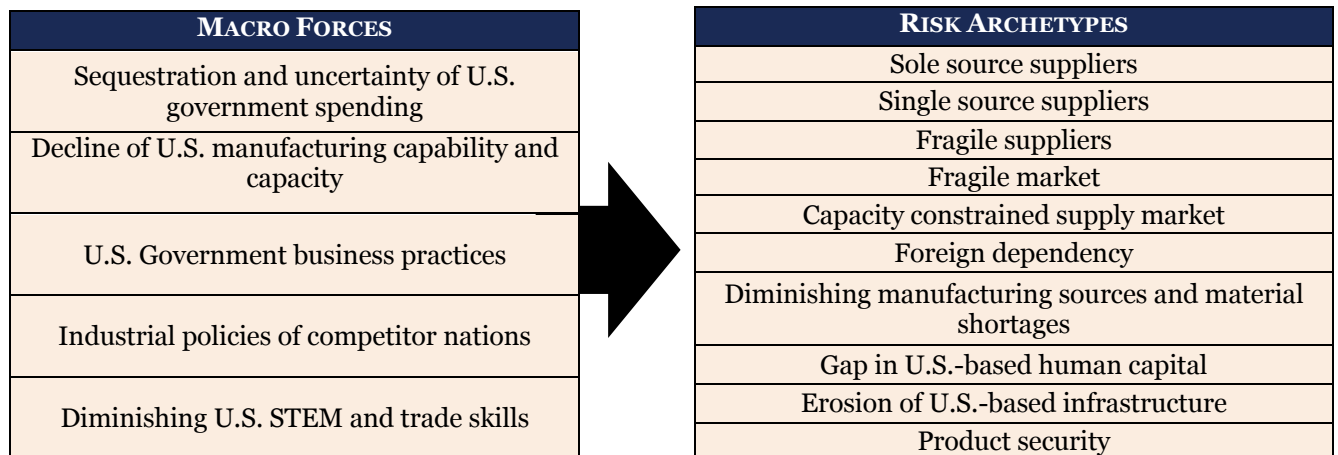 MACRO FORCES
Sequestration and uncertainty of U.S.
government spending
Decline of U.S. manufacturing capability and
capacity
U.S. Government business practices
Industrial policies of competitor nations
Diminishing U.S. STEM and trade skills
RISK ARCHETYPES
Sole source suppliers
Single source suppliers
Fragile suppliers
Fragile market
Capacity constrained supply market
Foreign dependency
Diminishing manufacturing sources and material
shortages
Gap in U.S.-based human capital
Erosion of U.S.-based infrastructure
Product security